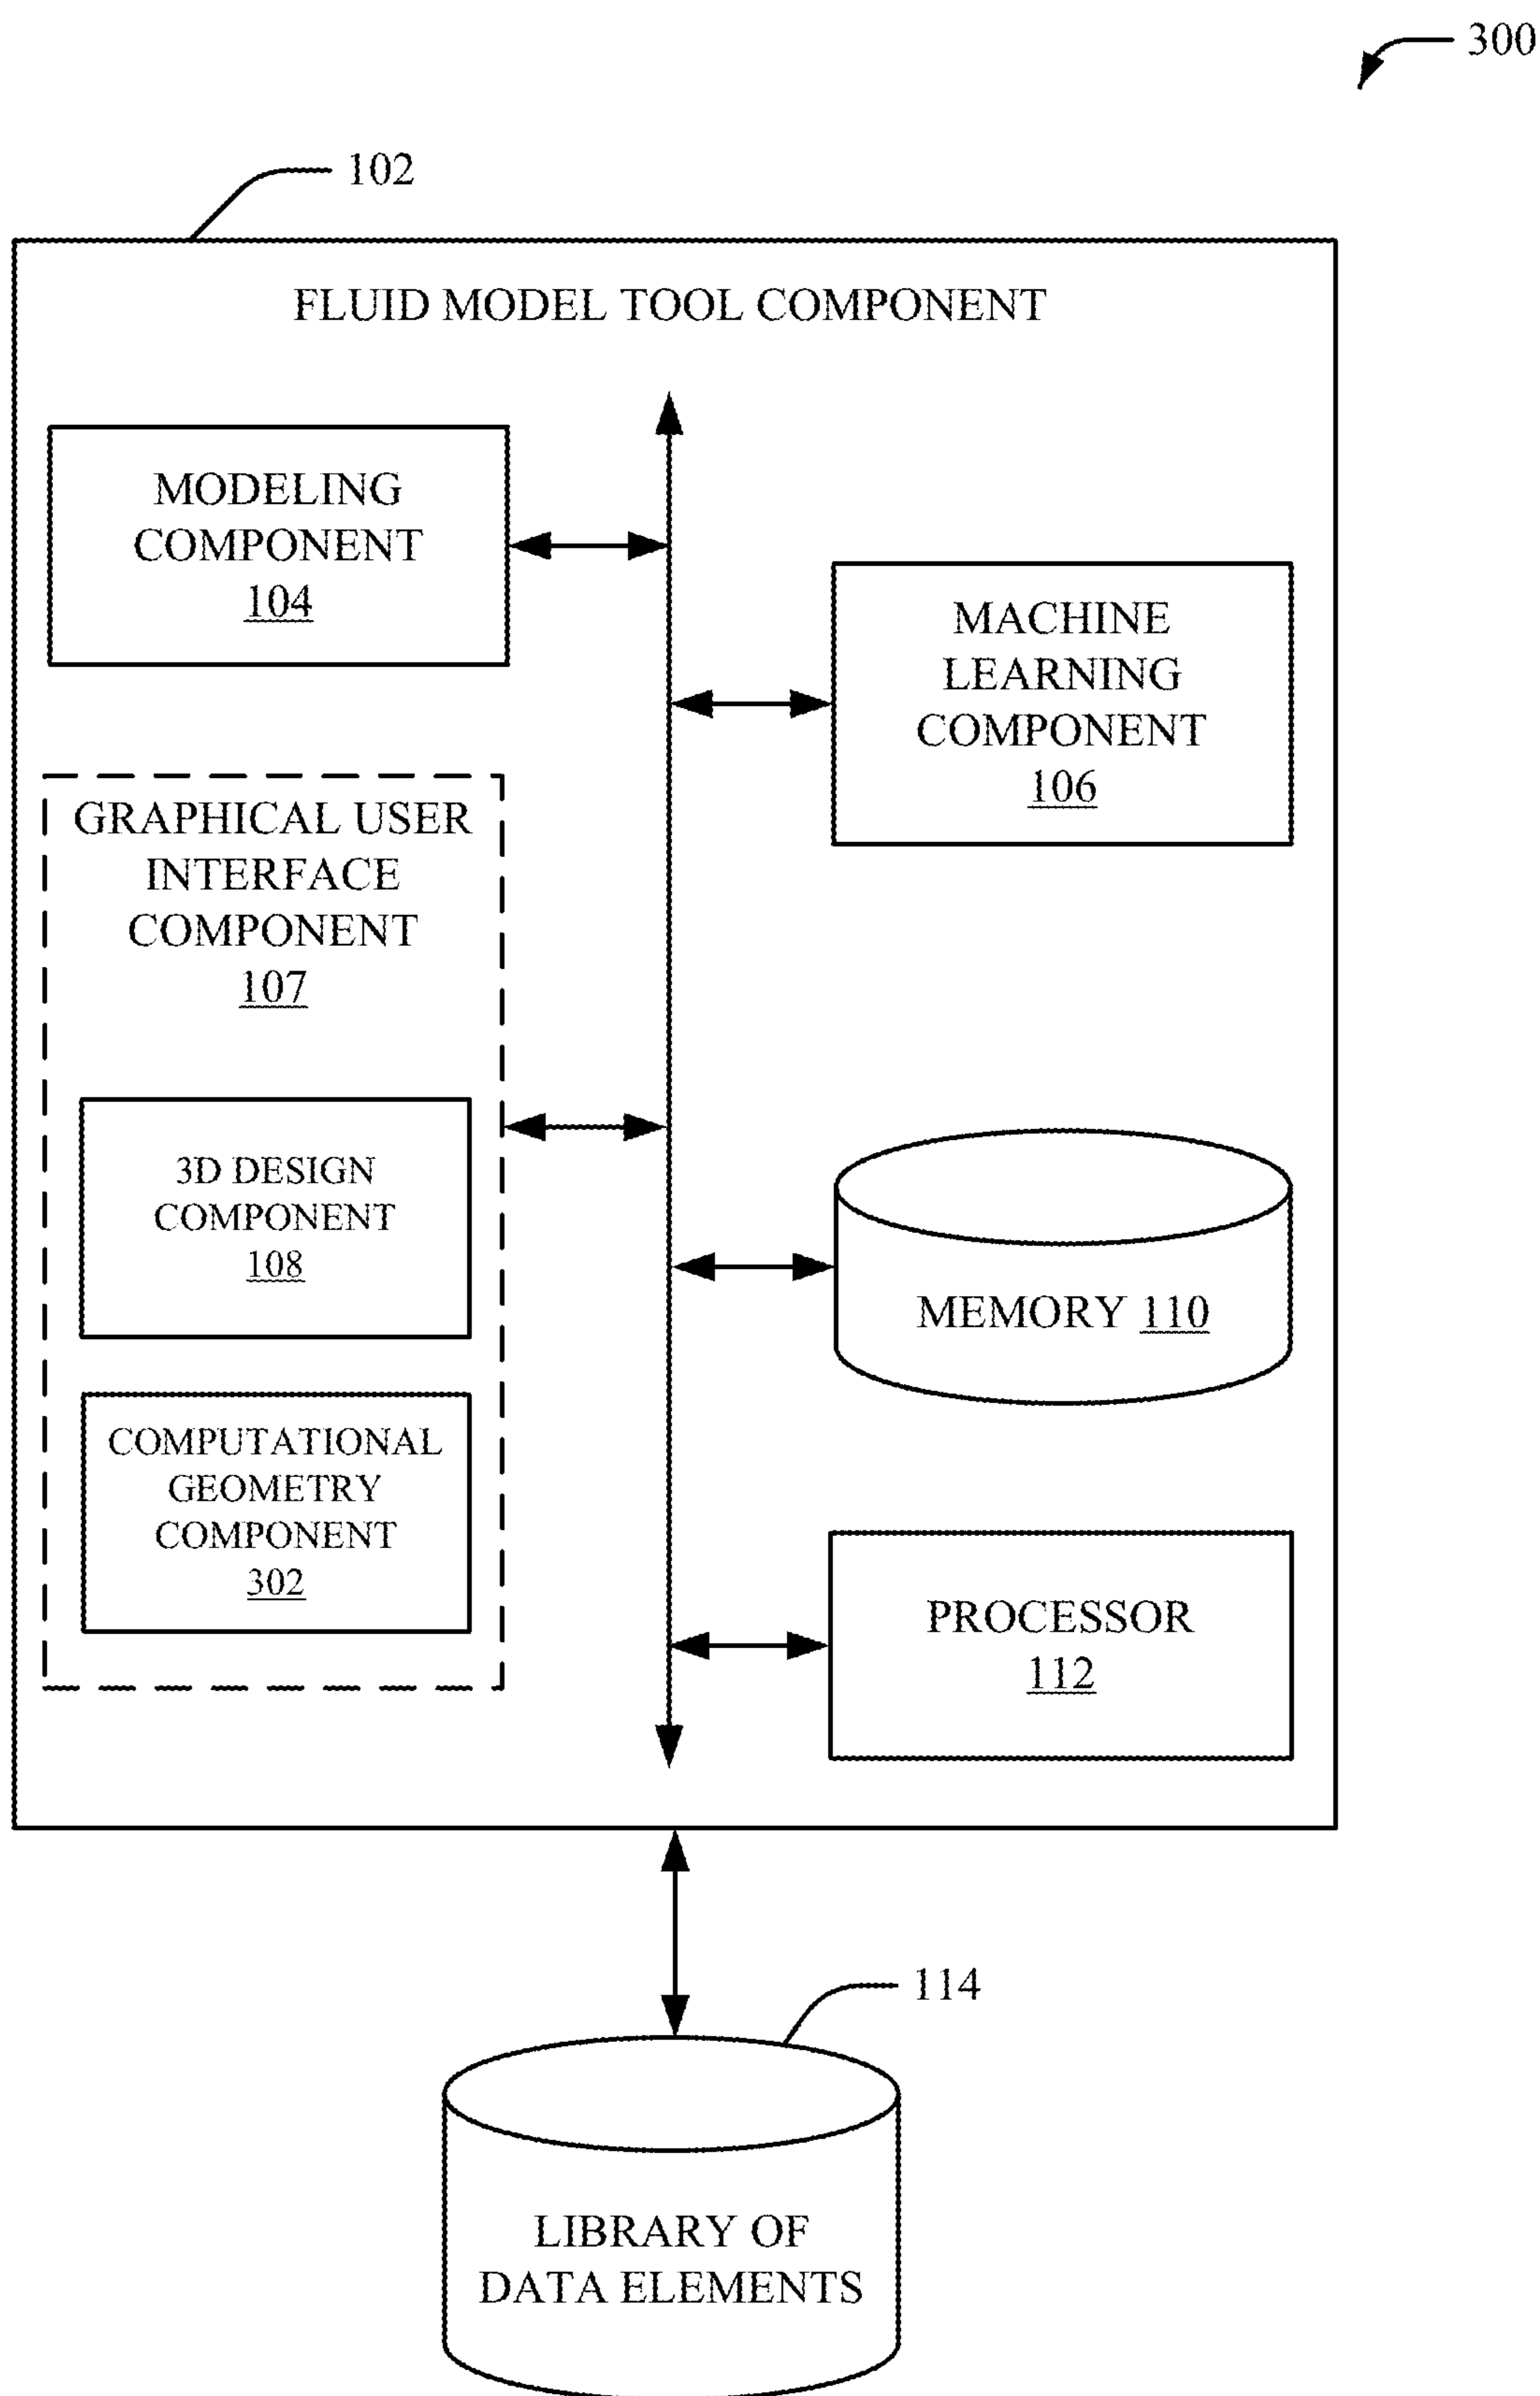 300
102
FLUID MODEL TOOL COMPONENT
MODELING
COMPONENT
104
MACHINE
LEARNING
COMPONENT
106
GRAPHICAL USER
INTERFACE
COMPONENT
107
3D DESIGN
COMPONENT
108
MEMORY 110
COMPUTATIONAL
GEOMETRY
COMPONENT
302
PROCESSOR
112
114
LIBRARY OF
DATA ELEMENTS